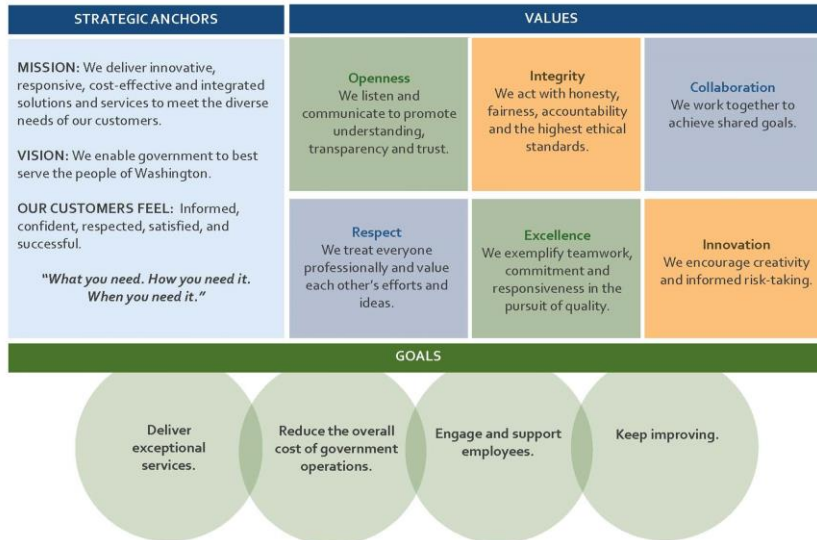 STRATEGIC ANCHORS
MISSION: We deliver innovative,
responsive, cost-effective and integrated
solutions and services to meet the diverse
needs of our customers.
VISION: We enable government to best
serve the people of Washington.
OUR CUSTOMERS FEEL: Informed,
confident, respected, satisfied, and
successful.
"What you need. How you need it.
When you need it."
VALUES
Openness
We listen and
communicate to promote
understanding,
transparency and trust.
Integrity
We act with honesty,
fairness, accountability
and the highest ethical
standards.
Collaboration
We work together to
achieve shared goals.
Respect
We treat everyone
professionally and value
each other's efforts and
ideas.
Excellence
We exemplify teamwork,
commitment and
responsiveness in the
pursuit of quality.
Innovation
We encourage creativity
and informed risk-taking.
GOALS
Deliver
exceptional
services.
Reduce the overall
cost of government
operations.
Engage and support
employees.
Keep improving.